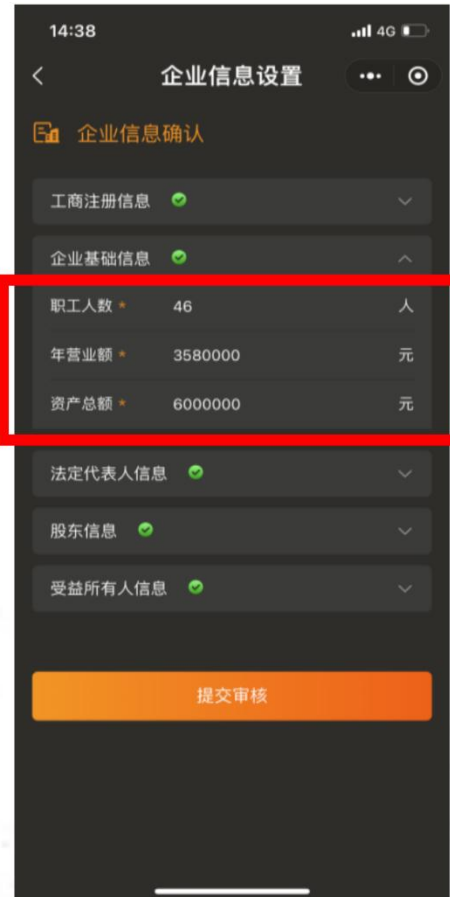 14:38 4G
企业信息设置
企业信息确认
工商注册信息
企业基础信息
职工人数 * 46 人
年营业额 * 3580000 元
资产总额 * 6000000 元
法定代表人信息
股东信息
受益所有人信息
提交审核